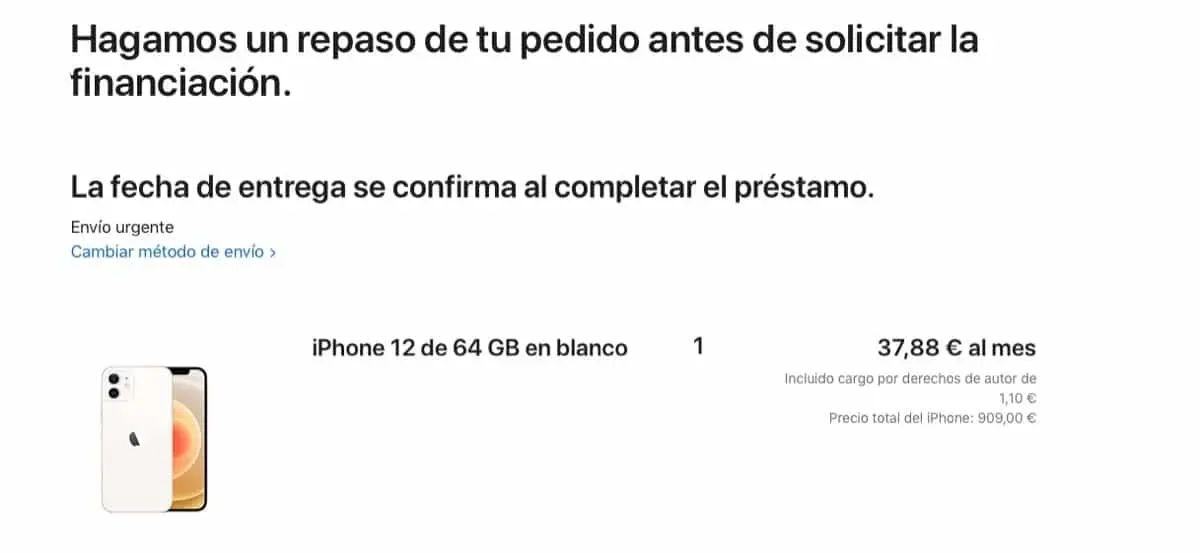 Hagamos un repaso de tu pedido antes de solicitar la
financiación.
La fecha de entrega se confirma al completar el préstamo.
Envío urgente
Cambiar método de envío >
iPhone 12 de 64 GB en blanco 1 37,88 € al mes
Incluido cargo por derechos de autor de
1,10 €
Precio total del iPhone: 909,00 €